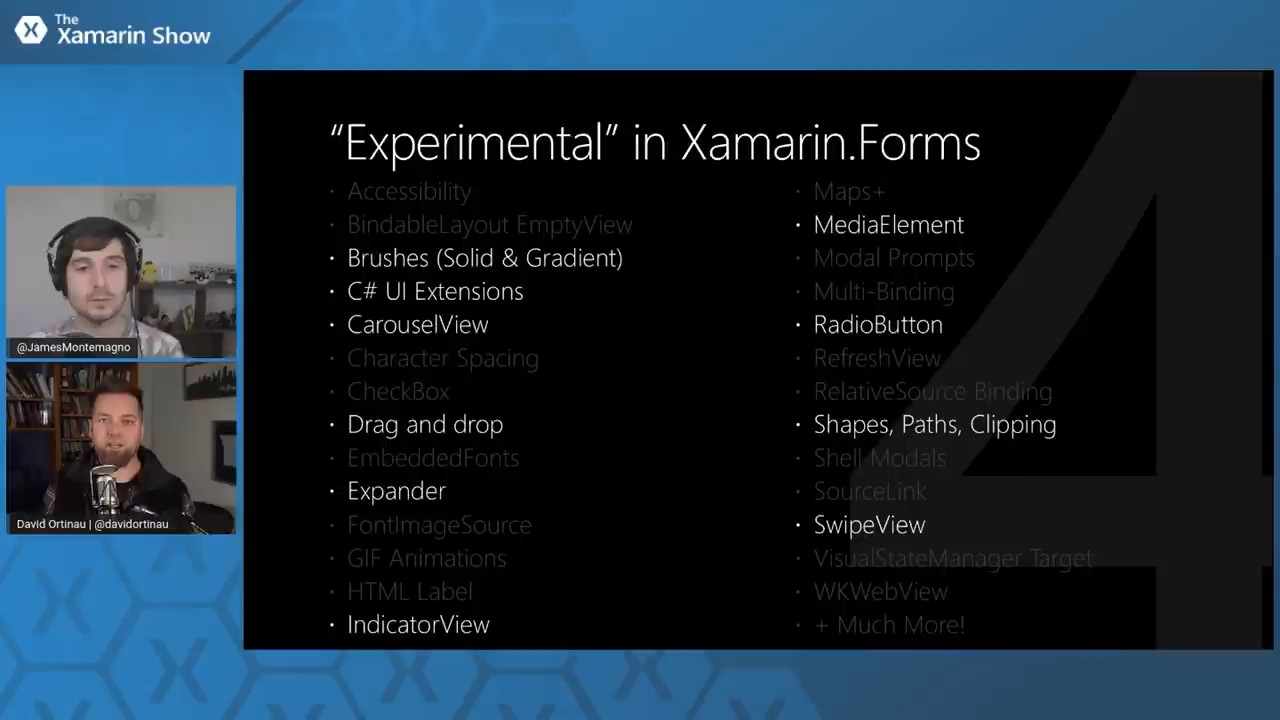 The
Xamarin Show
"Experimental" in Xamarin.Forms
· Accessibility
· BindableLayout EmptyView
· Brushes (Solid & Gradient)
· C# UI Extensions
· CarouselView
· Character Spacing
· CheckBox
· Drag and drop
· EmbeddedFonts
· Expander
· FontImageSource
· GIF Animations
· HTML Label
· IndicatorView
· Maps+
· MediaElement
· Modal Prompts
· Multi-Binding
· RadioButton
· RefreshView
· RelativeSource Binding
· Shapes, Paths, Clipping
· Shell Modals
· SourceLink
· SwipeView
· VisualStateManager Target
· WKWebView
· + Much More!
4
@JamesMontemagno
David Ortinau | @davidortinau